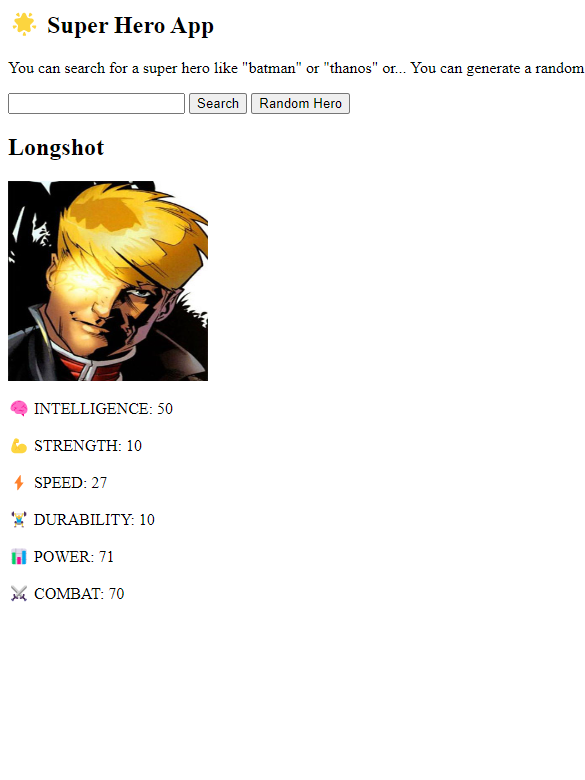 🌟 Super Hero App
You can search for a super hero like "batman" or "thanos" or... You can generate a random
Search Random Hero
Longshot
🧠 INTELLIGENCE: 50
💪 STRENGTH: 10
⚡ SPEED: 27
🏋️‍♂️ DURABILITY: 10
📊 POWER: 71
⚔️ COMBAT: 70